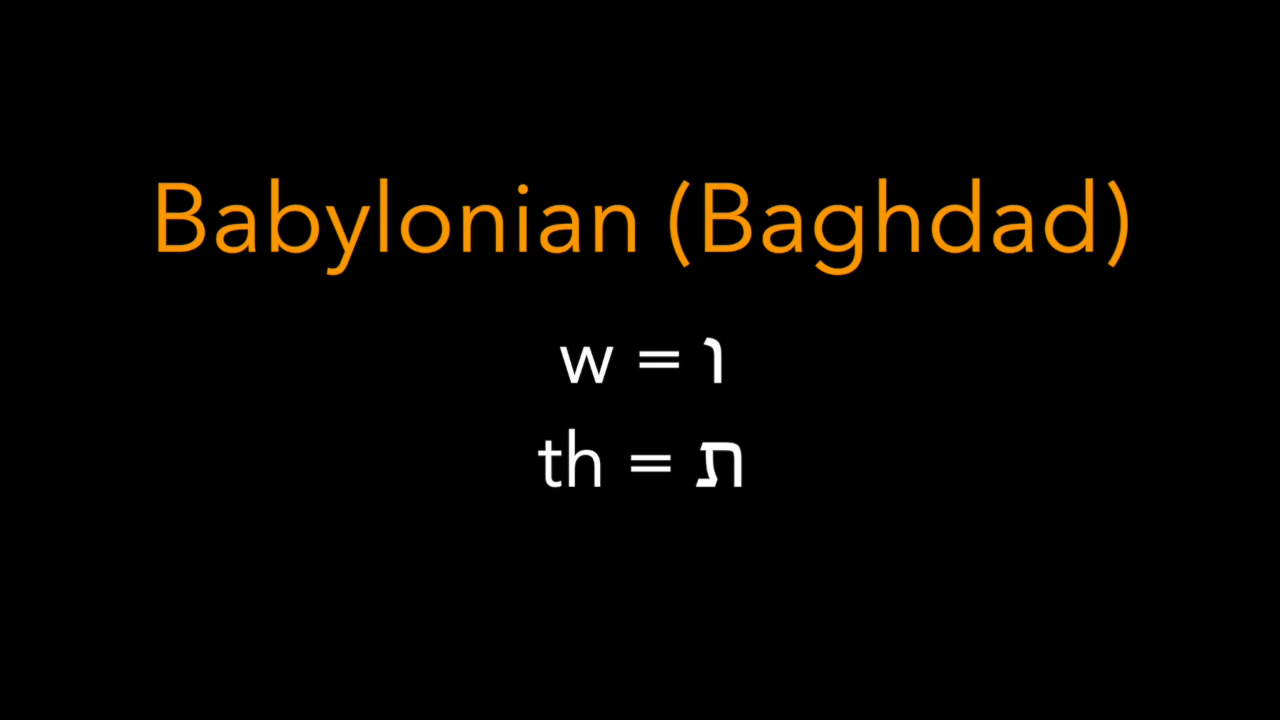 Babylonian (Baghdad)
w = ו
th = ת